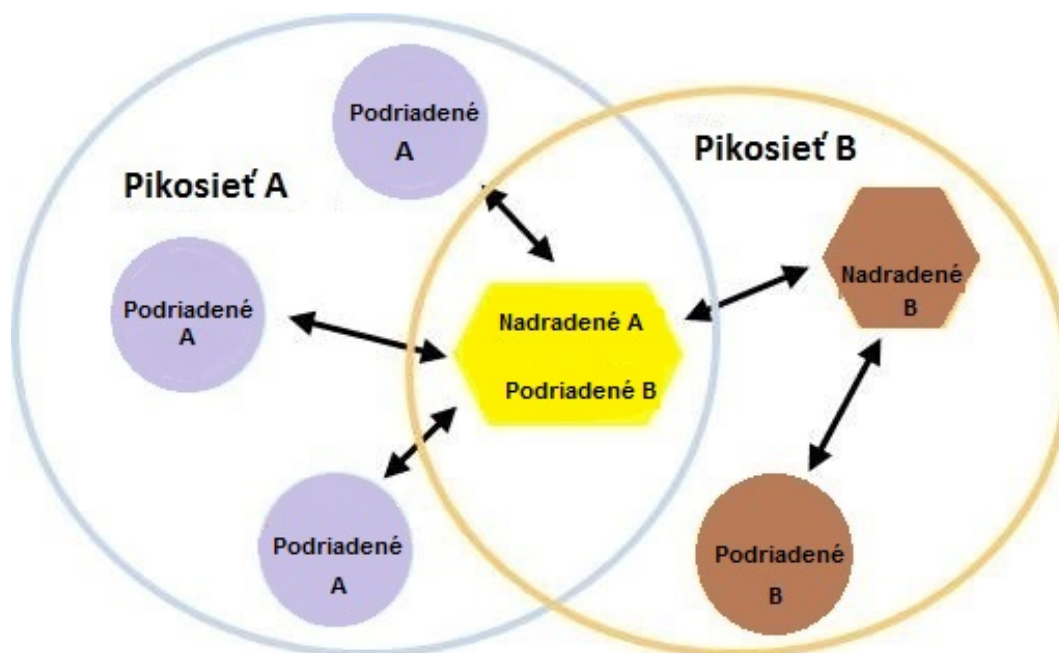 Podriadené
A
Pikosieť A
Pikosieť B
Podriadené
A
Nadradené A
Podriadené B
Nadradené
B
Podriadené
A
Podriadené
B